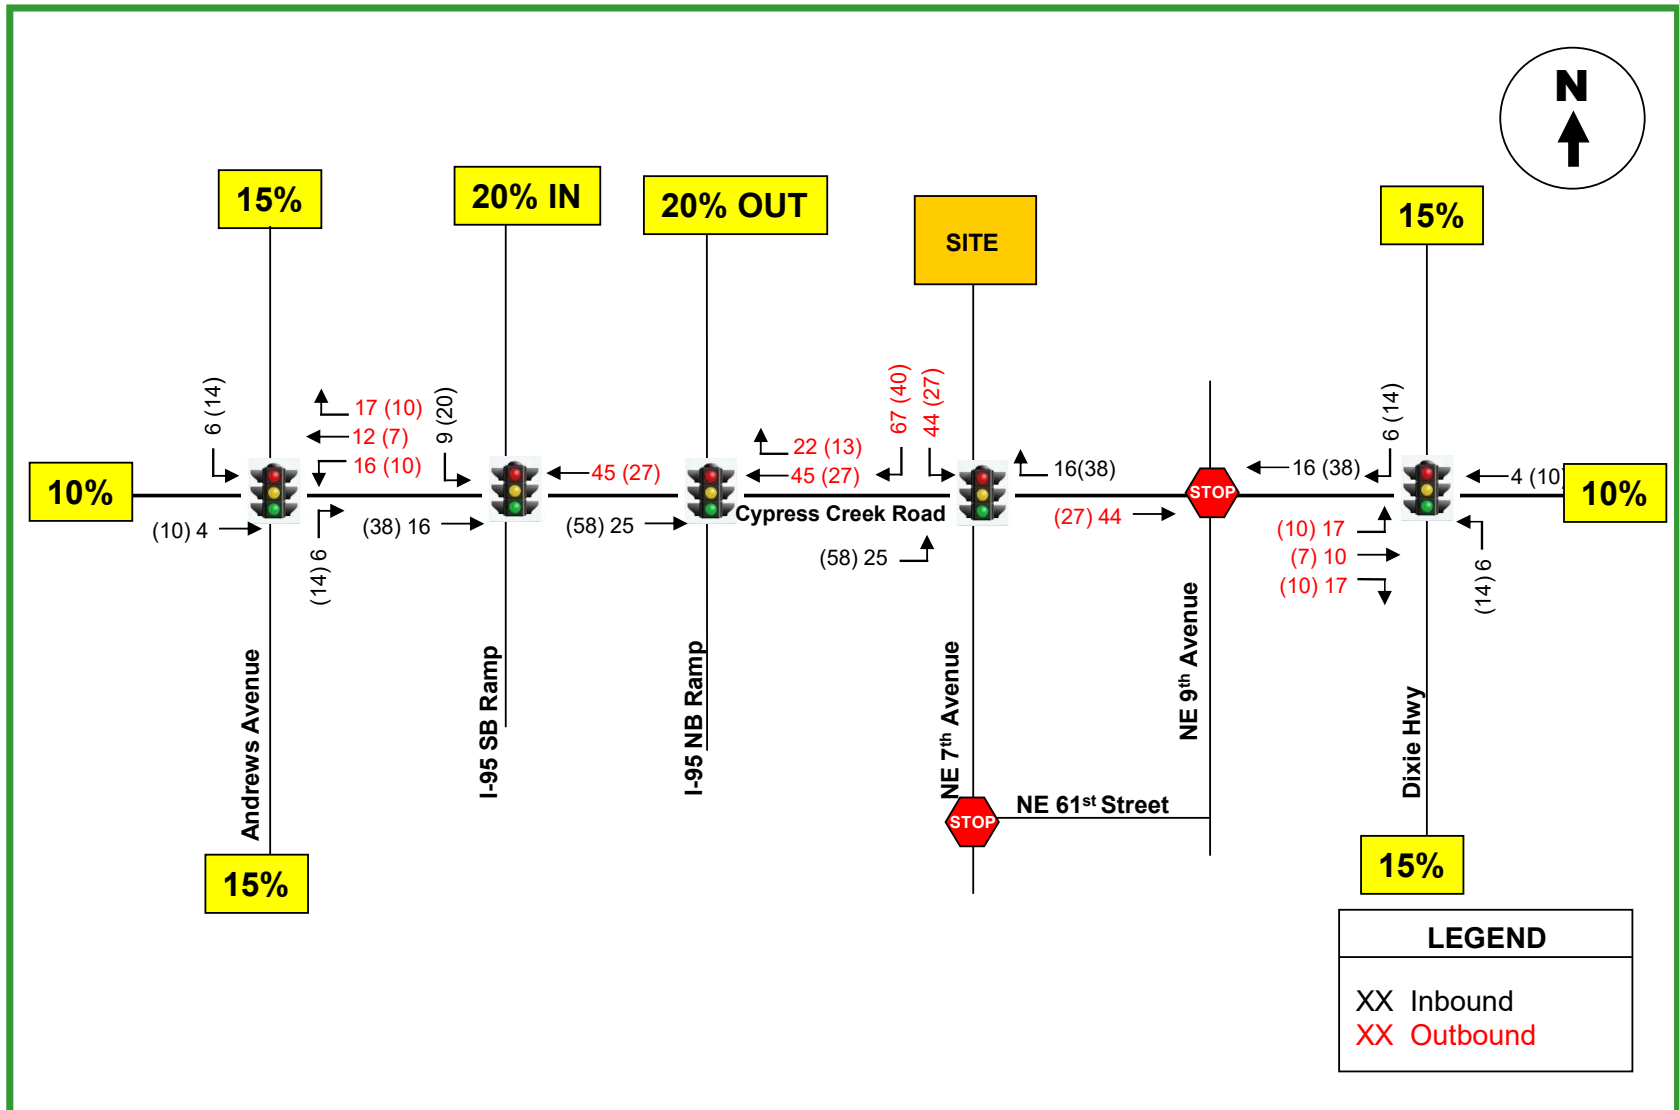 N
15%
20% IN
20% OUT
SITE
15%
6 (14)
17 (10)
12 (7)
16 (10)
9 (20)
45 (27)
22 (13)
45 (27)
67 (40)
44 (27)
16(38)
16 (38)
6 (14)
4 (10)
10%
10%
STOP
(10) 4
(14) 6
(38) 16
(58) 25
Cypress Creek Road
(58) 25
(27) 44
(10) 17
(7) 10
(10) 17
(14) 6
Andrews Avenue
I-95 SB Ramp
I-95 NB Ramp
NE 7th Avenue
NE 9th Avenue
Dixie Hwy
STOP
NE 61st Street
15%
15%
LEGEND
XX Inbound
XX Outbound